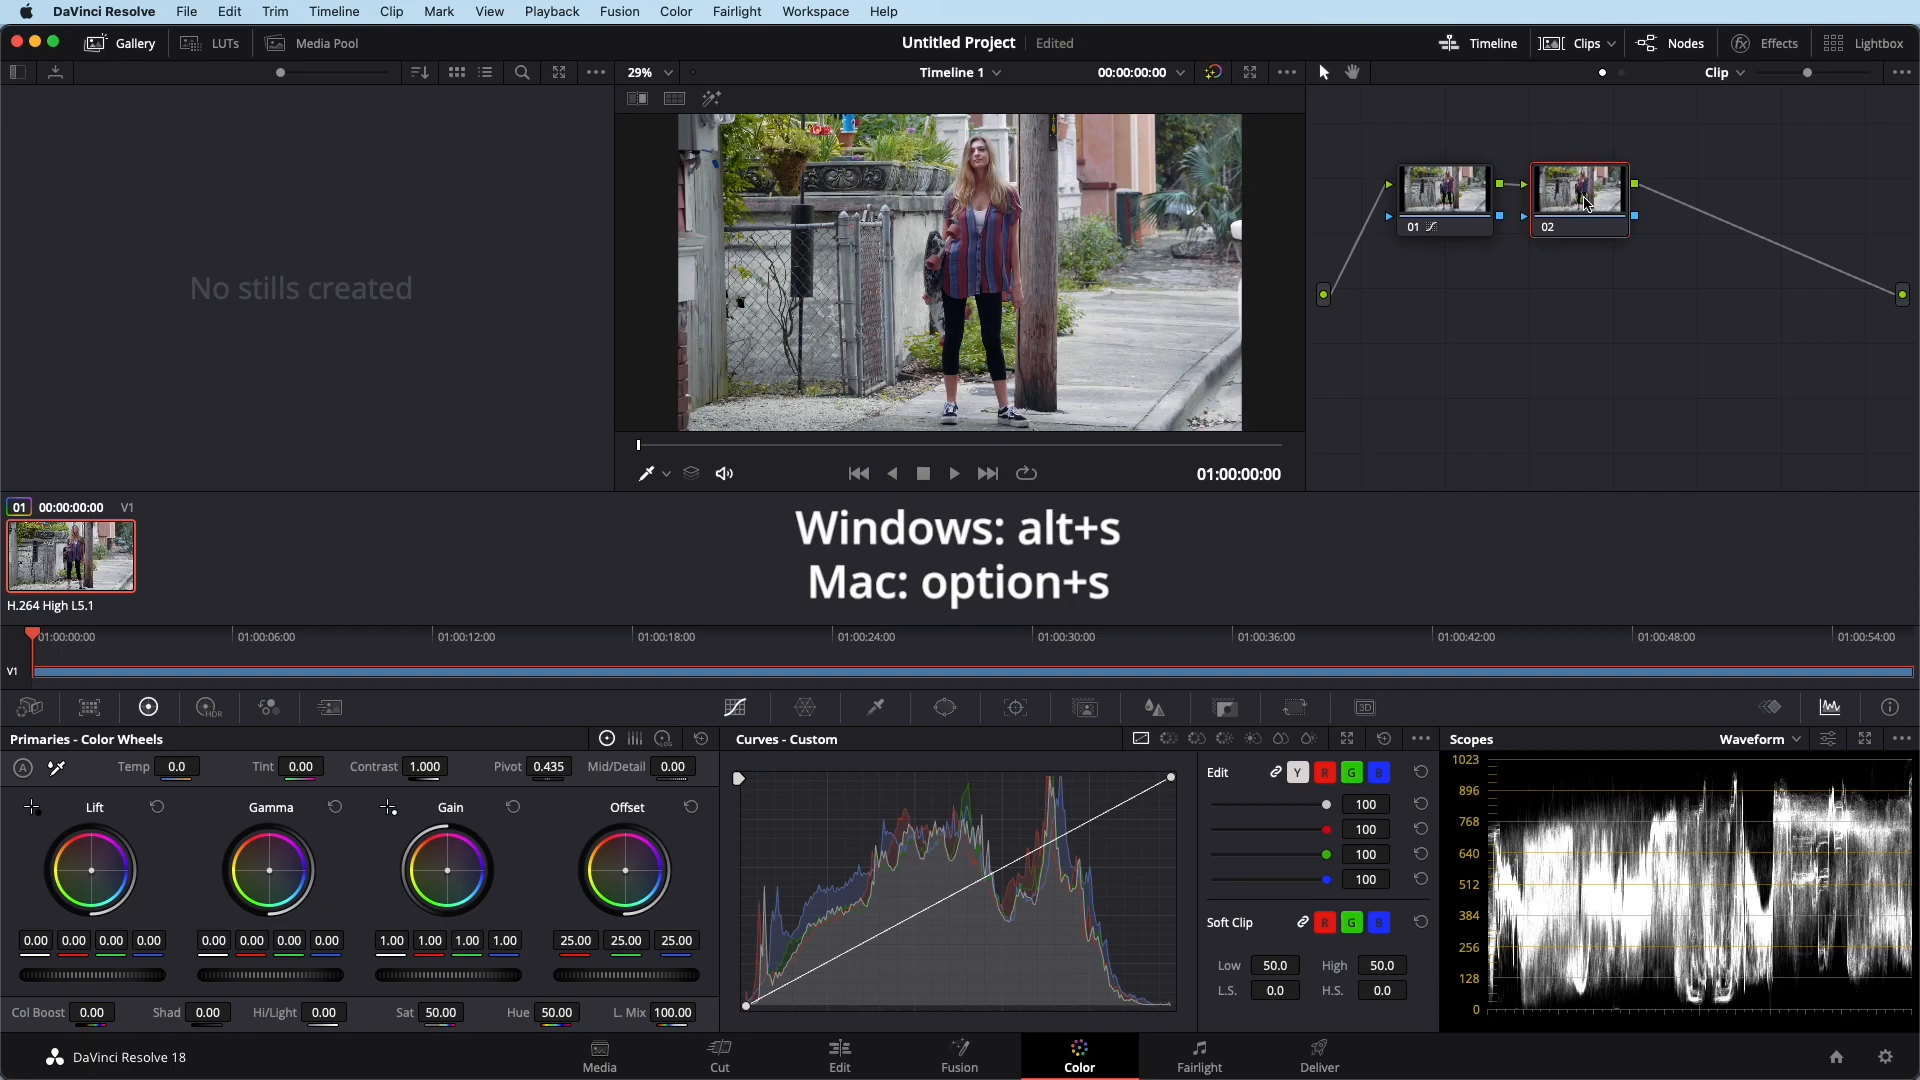 DaVinci Resolve File Edit Trim Timeline Clip Mark View Playback Fusion Color Fairlight Workspace Help
Gallery LUTs Media Pool Untitled Project Edited Timeline Clips Nodes Effects Lightbox
29% Timeline 1 00:00:00:00 Clip
No stills created
01 02
01:00:00:00
01 00:00:00:00 V1
H.264 High L5.1
Windows: alt+s
Mac: option+s
01:00:00:00 01:00:06:00 01:00:12:00 01:00:18:00 01:00:24:00 01:00:30:00 01:00:36:00 01:00:42:00 01:00:48:00 01:00:54:00
V1
HDR 3D
Primaries - Color Wheels LOG
A Temp 0.0 Tint 0.00 Contrast 1.000 Pivot 0.435 Mid/Detail 0.00
Lift Gamma Gain Offset
0.00 0.00 0.00 0.00 0.00 0.00 0.00 0.00 1.00 1.00 1.00 1.00 25.00 25.00 25.00
Col Boost 0.00 Shad 0.00 Hi/Light 0.00 Sat 50.00 Hue 50.00 L. Mix 100.00
Curves - Custom
Edit Y R G B
100
100
100
100
Soft Clip R G B
Low 50.0 High 50.0
L.S. 0.0 H.S. 0.0
Scopes Waveform
1023
896
768
640
512
384
256
128
0
DaVinci Resolve 18 Media Cut Edit Fusion Color Fairlight Deliver